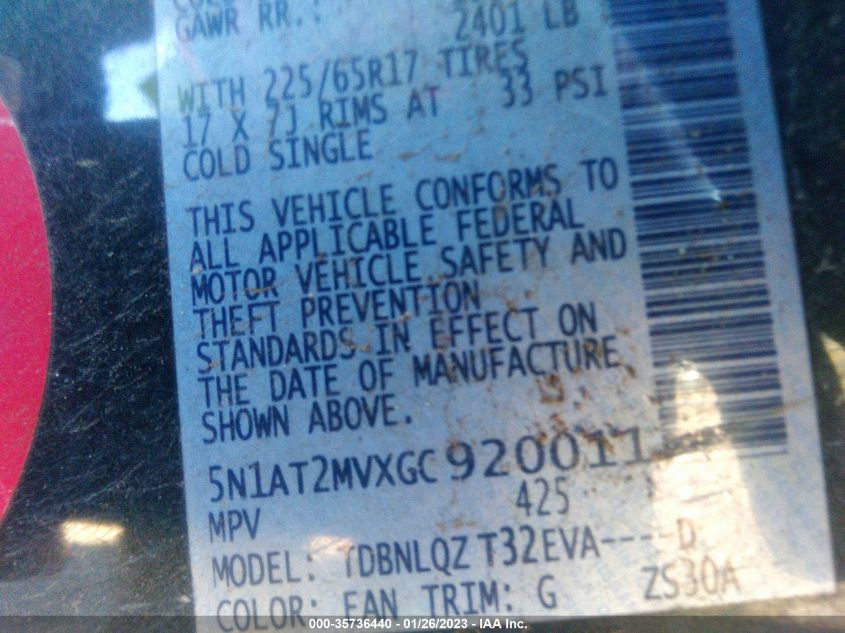 GAWR RR.: 2401 LB
WITH 225/65R17 TIRES
17 X 7J RIMS AT 33 PSI
COLD SINGLE
THIS VEHICLE CONFORMS TO
ALL APPLICABLE FEDERAL
MOTOR VEHICLE SAFETY AND
THEFT PREVENTION
STANDARDS IN EFFECT ON
THE DATE OF MANUFACTURE
SHOWN ABOVE.
5N1AT2MVXGC920011
MPV 425
MODEL: TDBNLQZ T32EVA----D
COLOR: EAN TRIM: G ZS30A
000-35736440 - 01/26/2023 - IAA Inc.